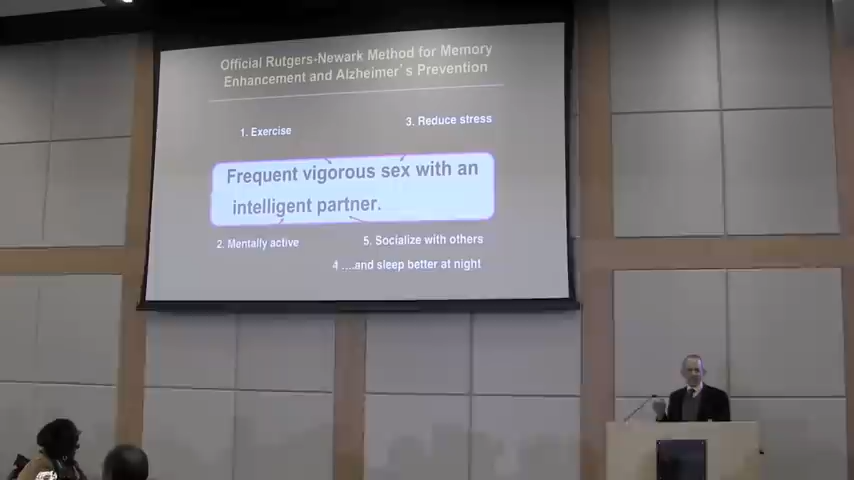 Official Rutgers-Newark Method for Memory
Enhancement and Alzheimer's Prevention
1. Exercise
3. Reduce stress
Frequent vigorous sex with an
intelligent partner.
2. Mentally active
5. Socialize with others
4 ....and sleep better at night